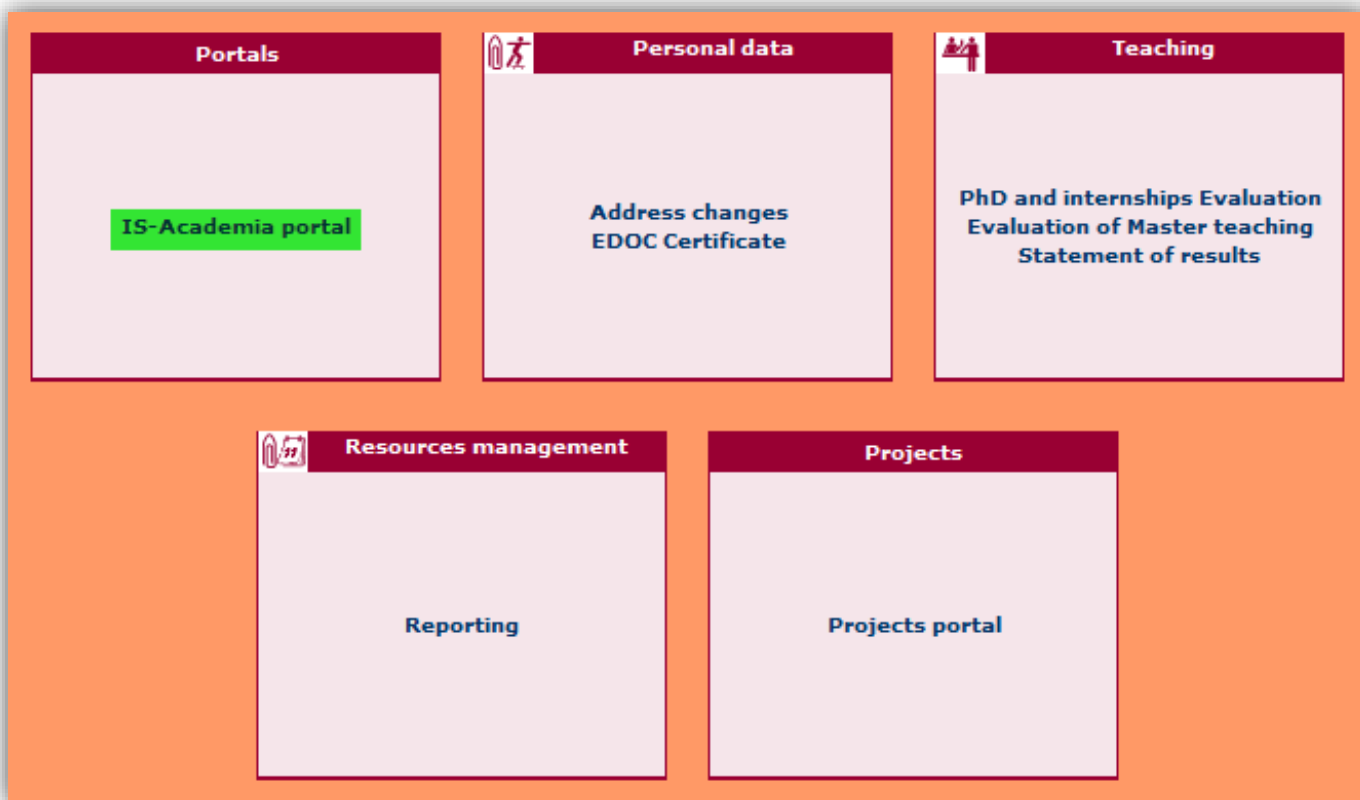 Portals
IS-Academia portal
Personal data
Address changes
EDOC Certificate
Teaching
PhD and internships Evaluation
Evaluation of Master teaching
Statement of results
Resources management
Reporting
Projects
Projects portal